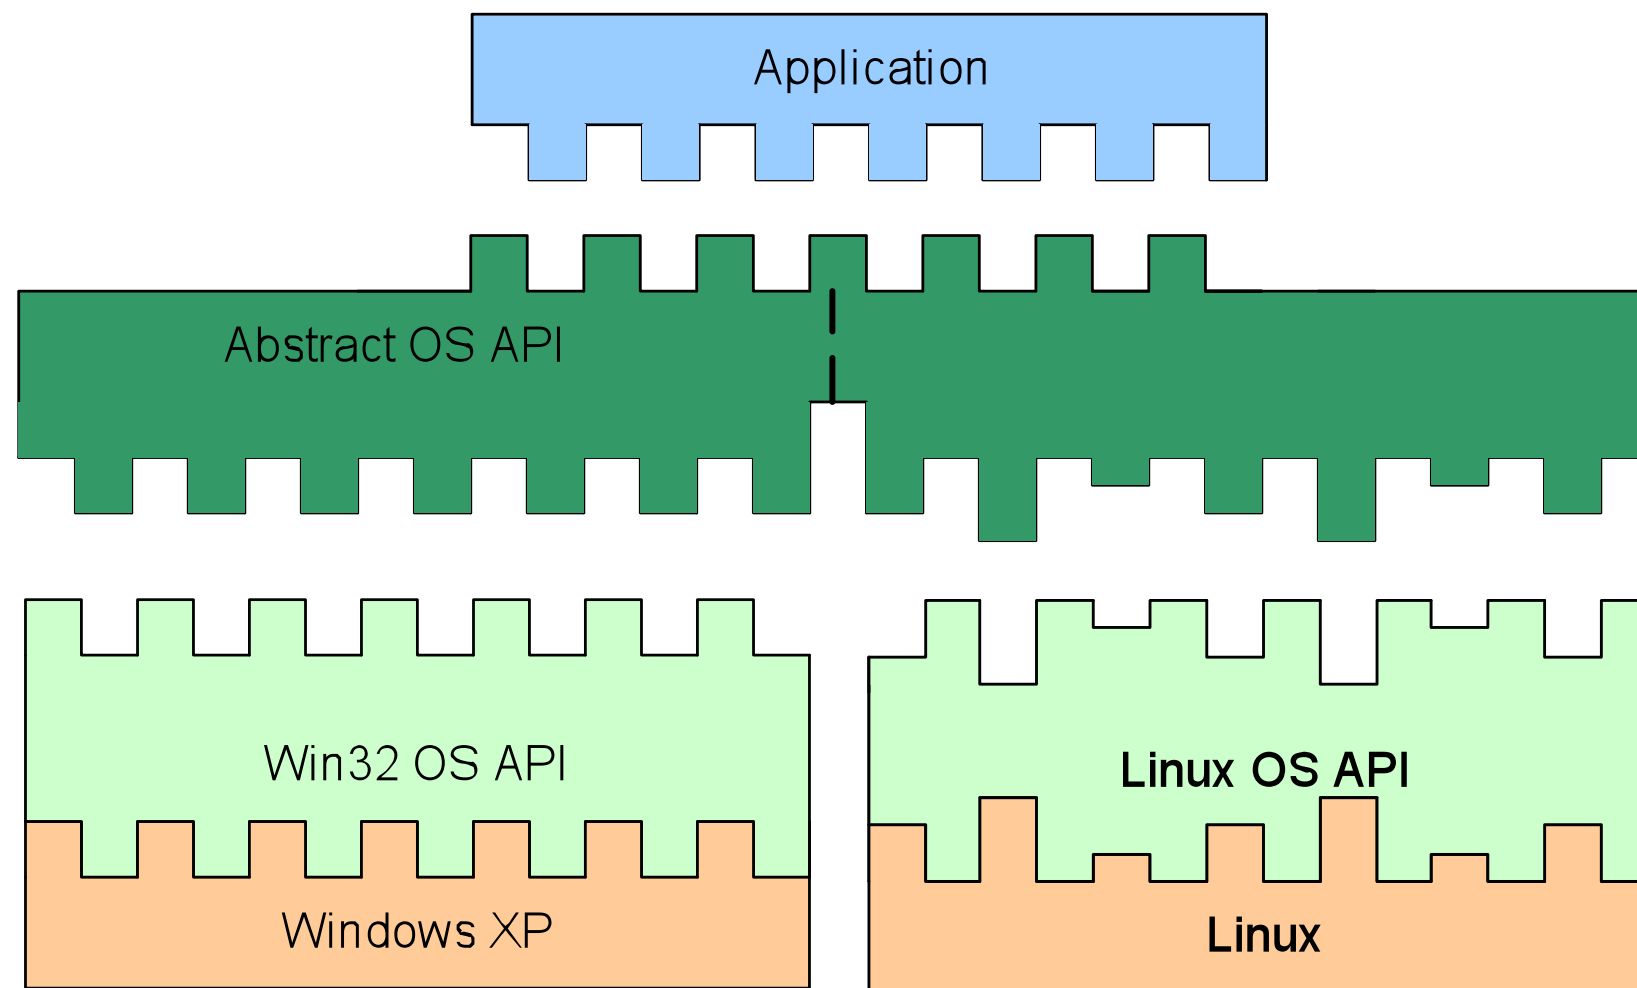 Application
Abstract OS API
Win32 OS API
Linux OS API
Windows XP
Linux